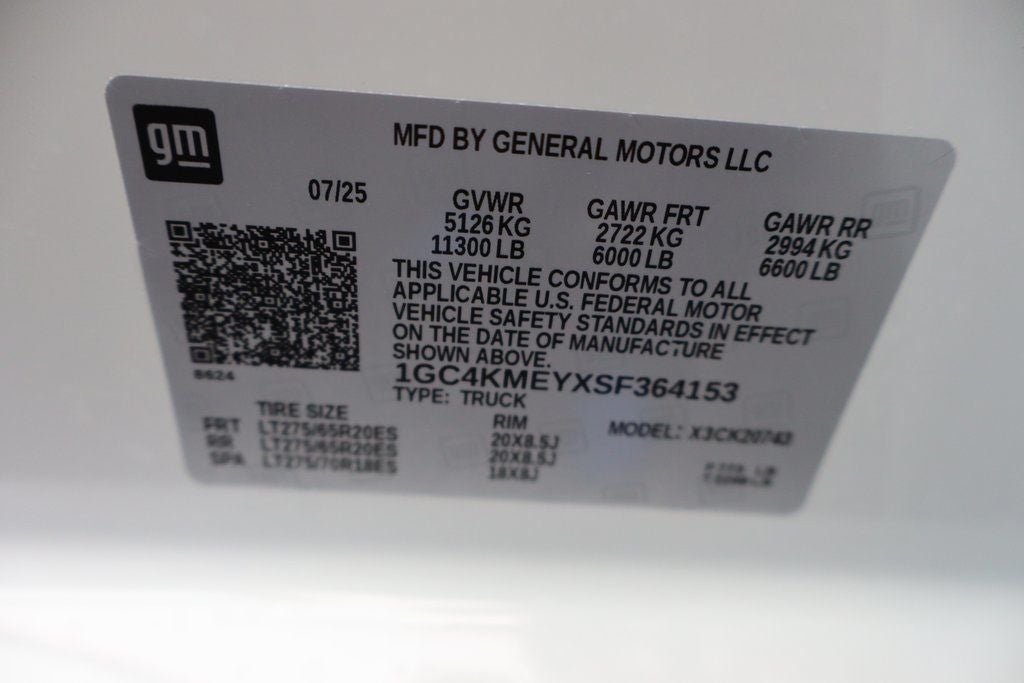 gm
MFD BY GENERAL MOTORS LLC
07/25
GVWR
5126 KG
11300 LB
GAWR FRT
2722 KG
6000 LB
GAWR RR
2994 KG
6600 LB
THIS VEHICLE CONFORMS TO ALL
APPLICABLE U.S. FEDERAL MOTOR
VEHICLE SAFETY STANDARDS IN EFFECT
ON THE DATE OF MANUFACTURE
SHOWN ABOVE.
8624
1GC4KMEYXSF364153
TYPE: TRUCK
TIRE SIZE RIM
FRT LT275/65R20ES 20X8.5J
RR LT275/65R20ES 20X8.5J
SPA LT275/70R18ES 18X8J
MODEL: X3CK20743